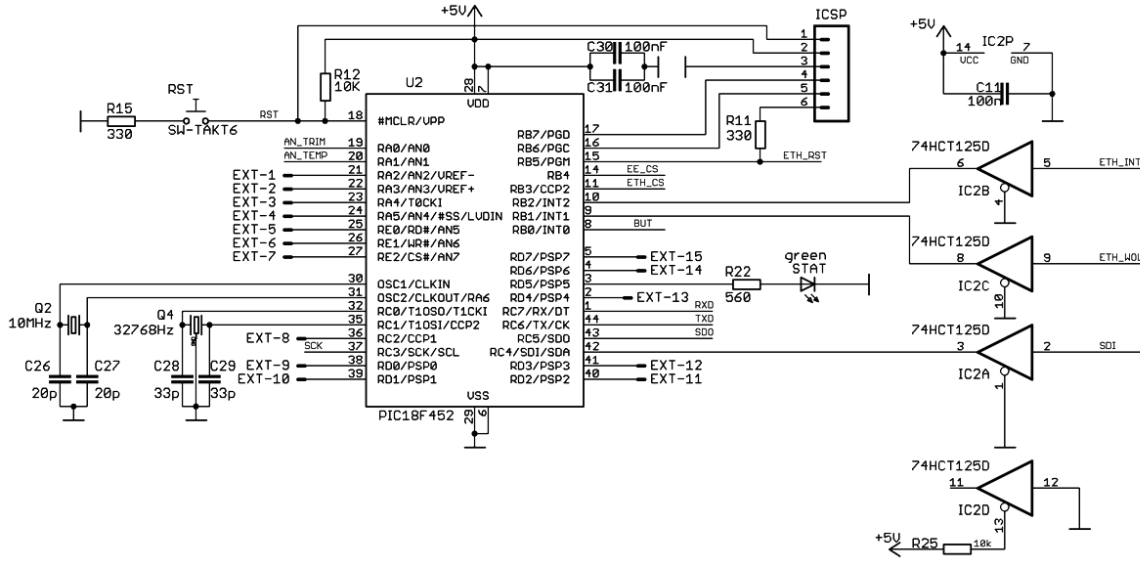 +5V
ICSP
1
2
3
4
5
6
C30 100nF
C31 100nF
R12
10K
U2
28
7
VDD
RST
R15
330
SW-TAKT6
RST
18 #MCLR/VPP
AN_TRIM 19 RA0/AN0
AN_TEMP 20 RA1/AN1
EXT-1 21 RA2/AN2/VREF-
EXT-2 22 RA3/AN3/VREF+
EXT-3 23 RA4/T0CKI
EXT-4 24 RA5/AN4/#SS/LVDIN
EXT-5 25 RE0/RD#/AN5
EXT-6 26 RE1/WR#/AN6
EXT-7 27 RE2/CS#/AN7
30 OSC1/CLKIN
31 OSC2/CLKOUT/RA6
32 RC0/T1OSO/T1CKI
35 RC1/T1OSI/CCP2
EXT-8 36 RC2/CCP1
SCK 37 RC3/SCK/SCL
EXT-9 38 RD0/PSP0
EXT-10 39 RD1/PSP1
Q2
10MHz
Q4
32768Hz
C26
20p
C27
20p
C28
33p
C29
33p
RB7/PGD 17
RB6/PGC 16
RB5/PGM 15 ETH_RST
RB4 14 EE_CS
RB3/CCP2 11 ETH_CS
RB2/INT2 10
RB1/INT1 9
RB0/INT0 8 BUT
RD7/PSP7 5 EXT-15
RD6/PSP6 4 EXT-14
RD5/PSP5 3
RD4/PSP4 2 EXT-13
RC7/RX/DT 1 RXD
RC6/TX/CK 44 TXD
RC5/SDO 43 SDO
RC4/SDI/SDA 42
RD3/PSP3 41 EXT-12
RD2/PSP2 40 EXT-11
R11
330
R22
560
green
STAT
VSS
PIC18F452
29
6
+5V
IC2P
14 7
VCC GND
C11
100n
74HCT125D
6 5 ETH_INT
IC2B
4
74HCT125D
8 9 ETH_WOL
IC2C
10
74HCT125D
3 2 SDI
IC2A
1
74HCT125D
11 12
IC2D
13
+5V R25 10k